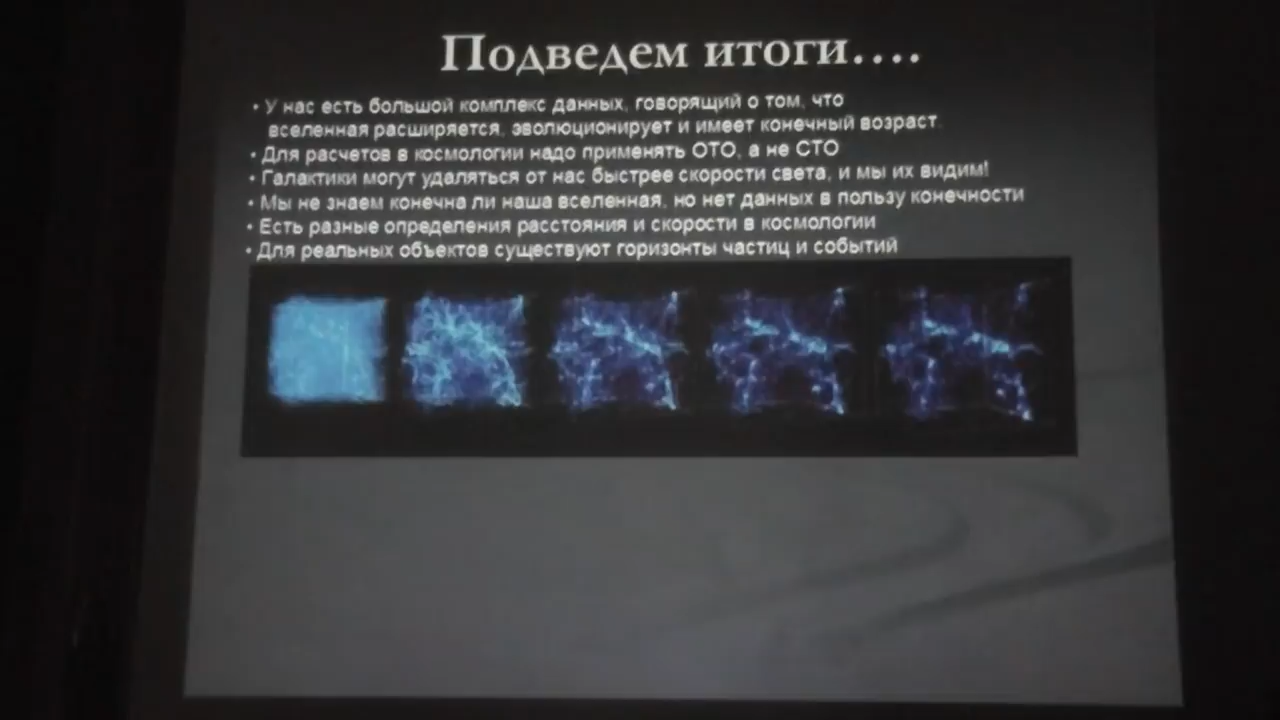 Подведем итоги….
• У нас есть большой комплекс данных, говорящий о том, что
вселенная расширяется, эволюционирует и имеет конечный возраст.
• Для расчетов в космологии надо применять ОТО, а не СТО
• Галактики могут удаляться от нас быстрее скорости света, и мы их видим!
• Мы не знаем конечна ли наша вселенная, но нет данных в пользу конечности
• Есть разные определения расстояния и скорости в космологии
• Для реальных объектов существуют горизонты частиц и событий